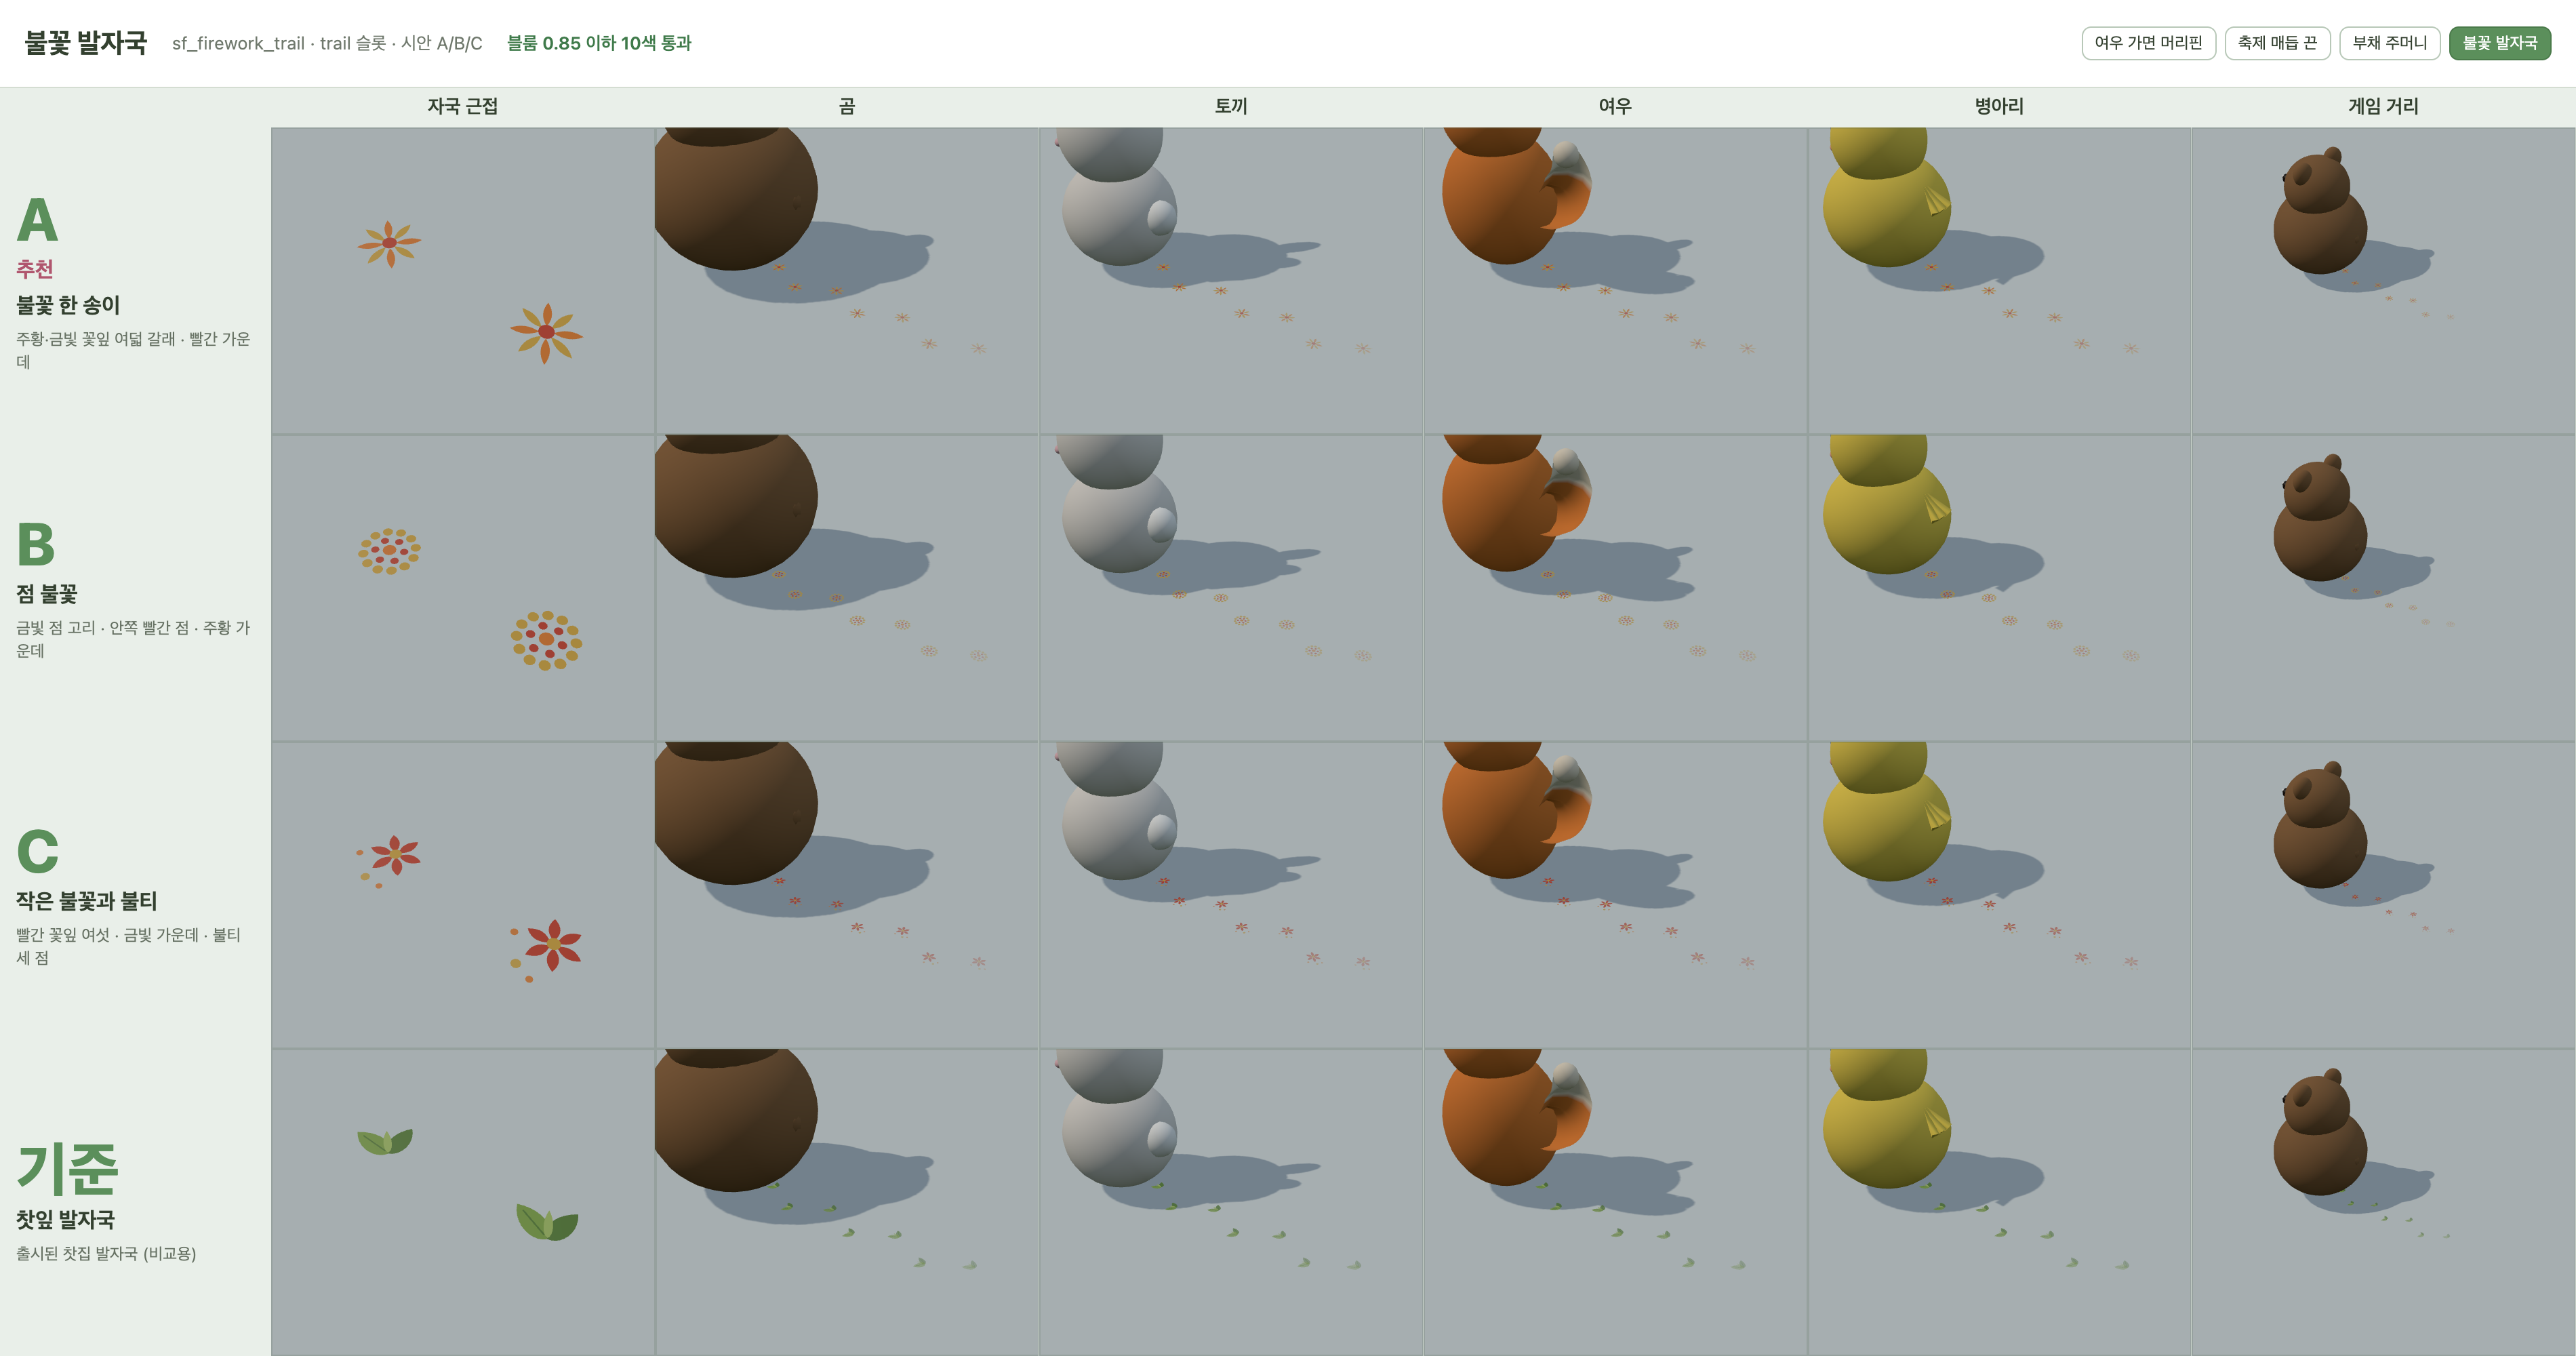 불꽃 발자국
sf_firework_trail · trail 슬롯 · 시안 A/B/C
블룸 0.85 이하 10색 통과
여우 가면 머리핀
축제 매듭 끈
부채 주머니
불꽃 발자국
자국 근접
곰
토끼
여우
병아리
게임 거리
A
추천
불꽃 한 송이
주황·금빛 꽃잎 여덟 갈래 · 빨간 가운
데
B
점 불꽃
금빛 점 고리 · 안쪽 빨간 점 · 주황 가
운데
C
작은 불꽃과 불티
빨간 꽃잎 여섯 · 금빛 가운데 · 불티
세 점
기준
찻잎 발자국
출시된 찻집 발자국 (비교용)